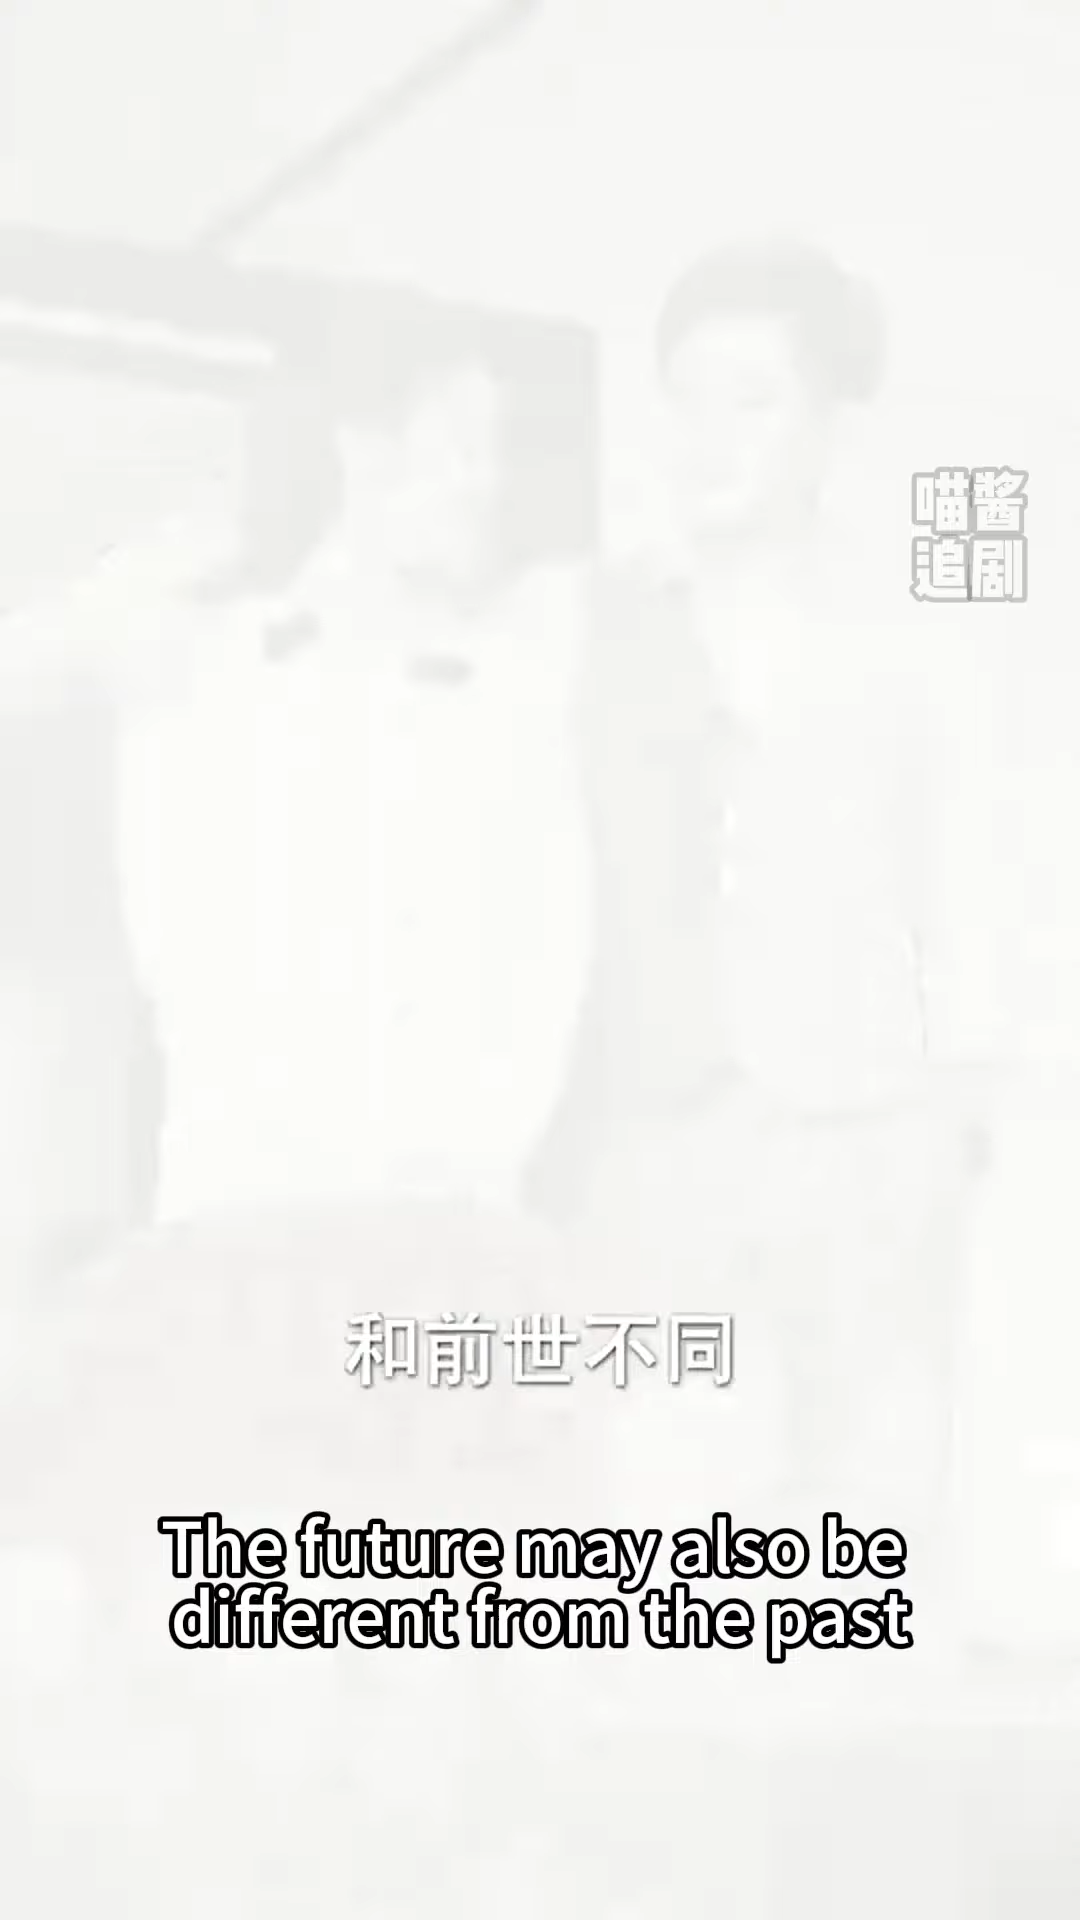 喵酱
追剧
和前世不同
The future may also be
different from the past